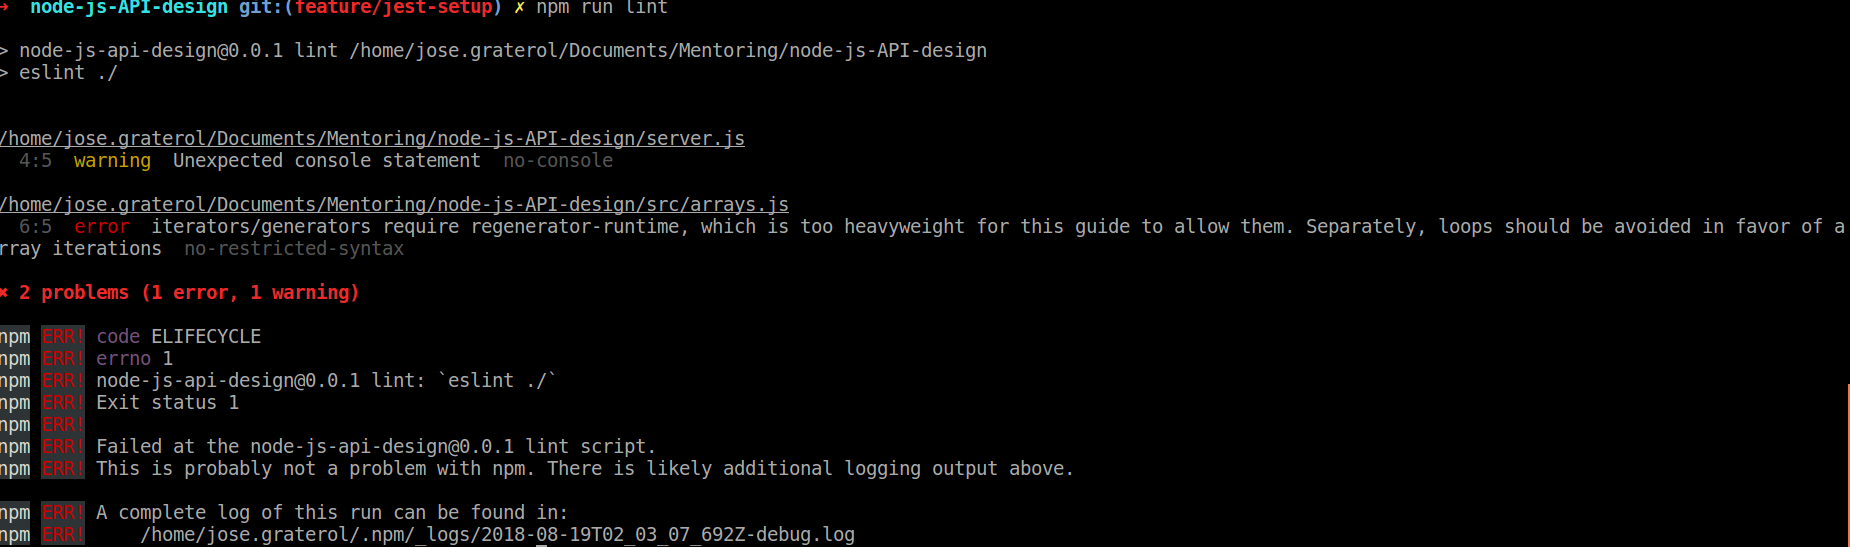 →  node-js-API-design git:(feature/jest-setup) ✗ npm run lint
> node-js-api-design@0.0.1 lint /home/jose.graterol/Documents/Mentoring/node-js-API-design
> eslint ./
/home/jose.graterol/Documents/Mentoring/node-js-API-design/server.js
  4:5  warning  Unexpected console statement  no-console
/home/jose.graterol/Documents/Mentoring/node-js-API-design/src/arrays.js
  6:5  error  iterators/generators require regenerator-runtime, which is too heavyweight for this guide to allow them. Separately, loops should be avoided in favor of a
rray iterations  no-restricted-syntax
✖ 2 problems (1 error, 1 warning)
npm ERR! code ELIFECYCLE
npm ERR! errno 1
npm ERR! node-js-api-design@0.0.1 lint: `eslint ./`
npm ERR! Exit status 1
npm ERR!
npm ERR! Failed at the node-js-api-design@0.0.1 lint script.
npm ERR! This is probably not a problem with npm. There is likely additional logging output above.
npm ERR! A complete log of this run can be found in:
npm ERR!     /home/jose.graterol/.npm/_logs/2018-08-19T02_03_07_692Z-debug.log